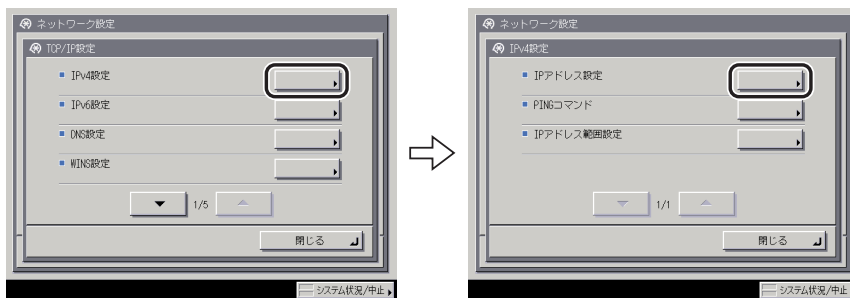 ネットワーク設定
TCP/IP設定
IPv4設定
IPv6設定
DNS設定
WINS設定
1/5
閉じる
システム状況/中止
ネットワーク設定
IPv4設定
IPアドレス設定
PINGコマンド
IPアドレス範囲設定
1/1
閉じる
システム状況/中止